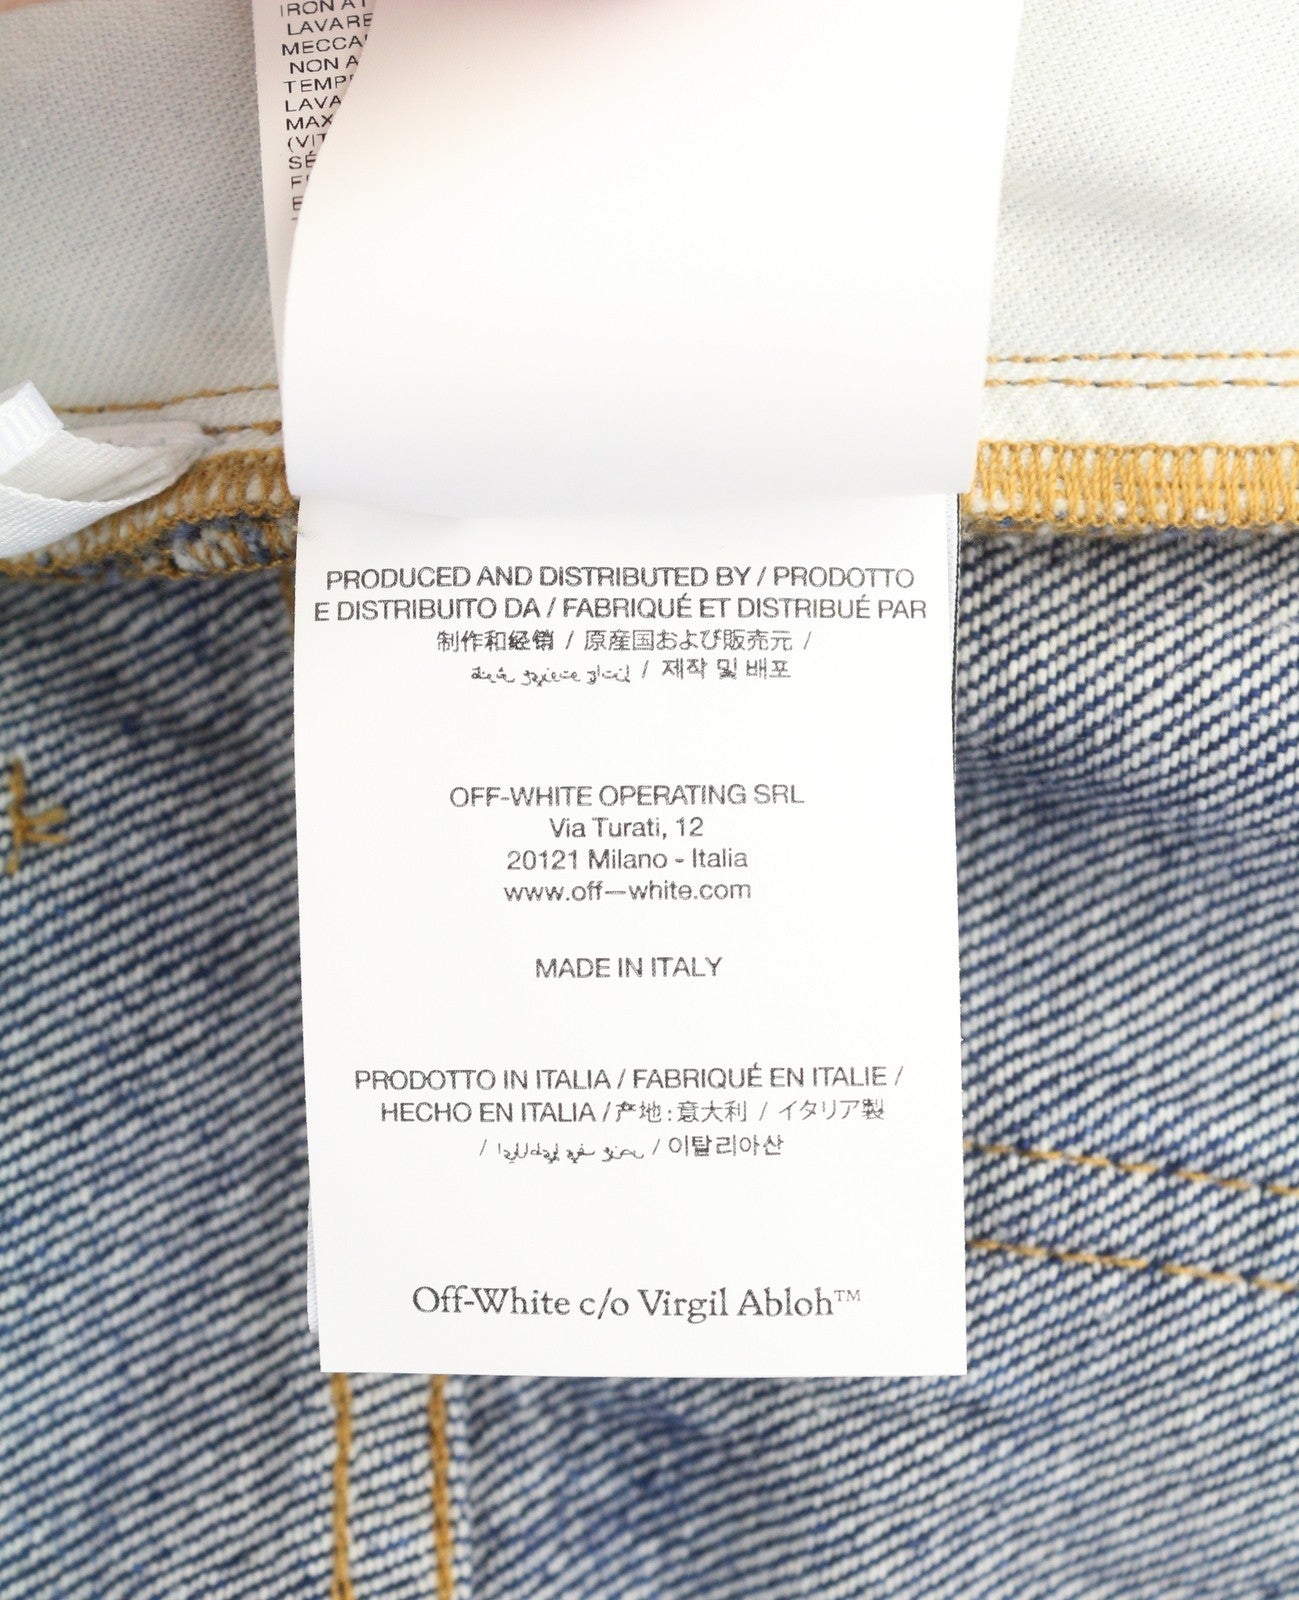 IRON AT
LAVARE
NON A
LAVA
MAX
(VIT
PRODUCED AND DISTRIBUTED BY / PRODOTTO
E DISTRIBUITO DA / FABRIQUÉ ET DISTRIBUÉ PAR
制作和经销 / 原産国および販売元 /
/ 제작 및 배포
OFF-WHITE OPERATING SRL
Via Turati, 12
20121 Milano - Italia
www.off—white.com
MADE IN ITALY
PRODOTTO IN ITALIA / FABRIQUÉ EN ITALIE /
HECHO EN ITALIA / 产地: 意大利 / イタリア製
/ / 이탈리아산
Off-White c/o Virgil Abloh™